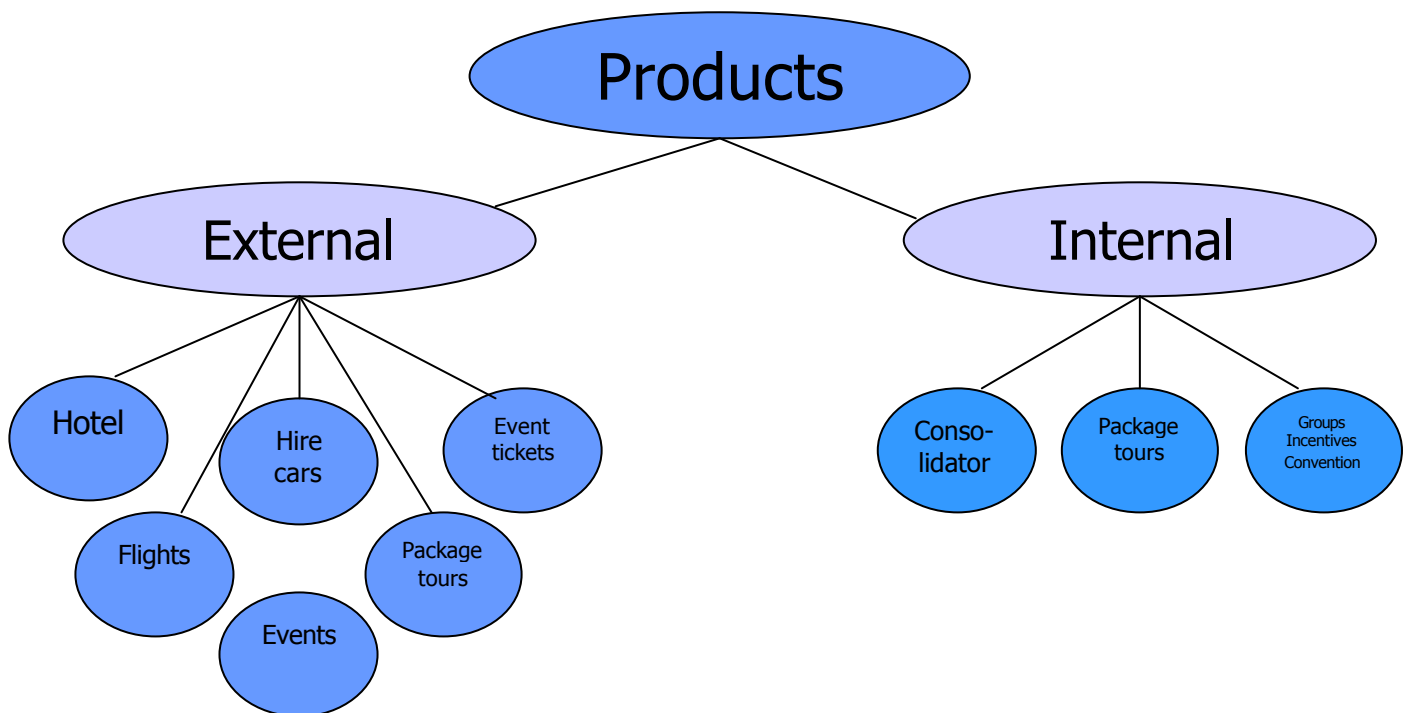 Products
External
Internal
Hotel
Hire
cars
Event
tickets
Flights
Package
tours
Events
Conso-
lidator
Package
tours
Groups
Incentives
Convention